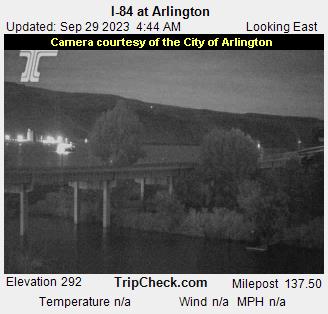 I-84 at Arlington
Updated: Sep 29 2023 4:44 AM Looking East
Camera courtesy of the City of Arlington
Elevation 292 TripCheck.com Milepost 137.50
Temperature n/a Wind n/a MPH n/a